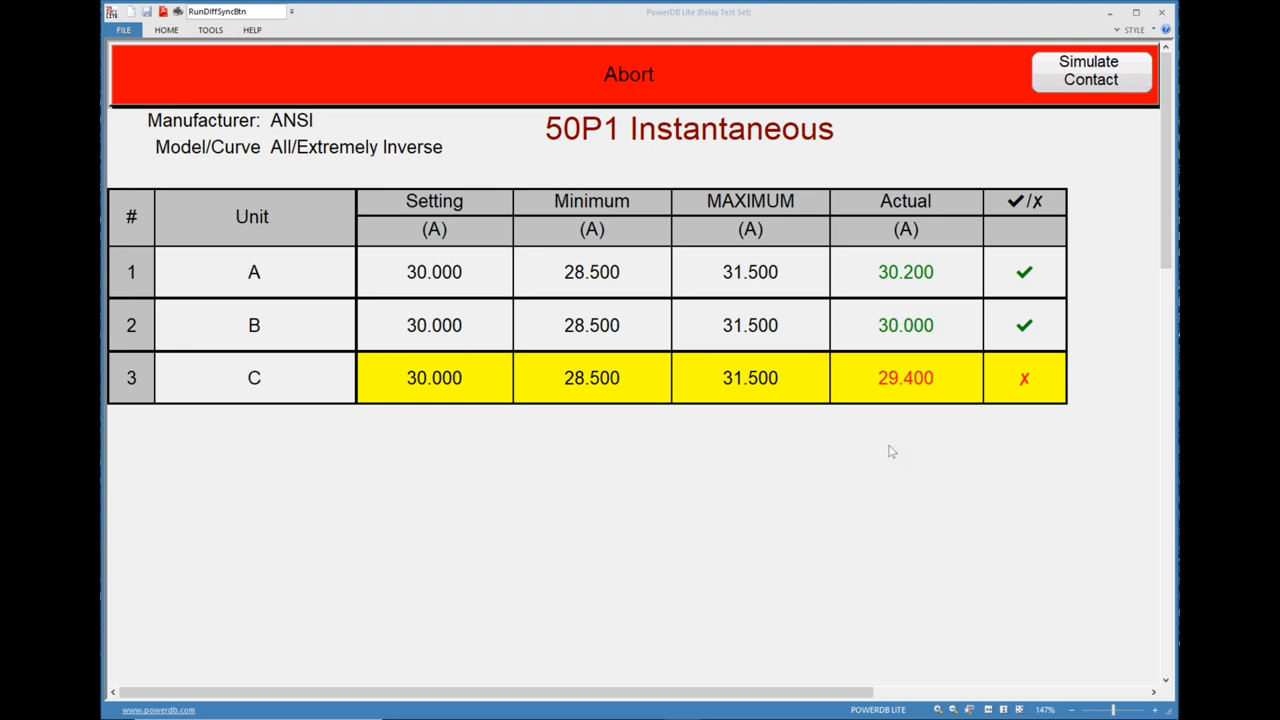 RunDiffSyncBtn
PowerDB Lite (Relay Test Set)
FILE HOME TOOLS HELP STYLE
Abort
Simulate
Contact
Manufacturer: ANSI
Model/Curve All/Extremely Inverse
50P1 Instantaneous
# Unit Setting Minimum MAXIMUM Actual ✔/✗
(A) (A) (A) (A)
1 A 30.000 28.500 31.500 30.200 ✔
2 B 30.000 28.500 31.500 30.000 ✔
3 C 30.000 28.500 31.500 29.400 ✗
www.powerdb.com POWERDB LITE 147%